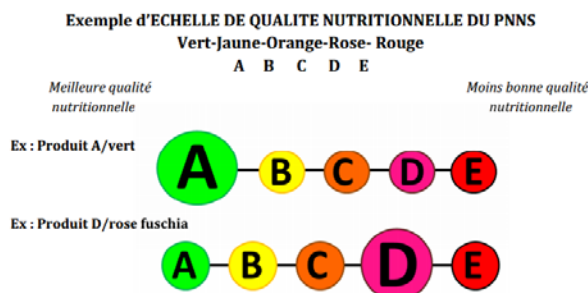 Exemple d'ECHELLE DE QUALITE NUTRITIONNELLE DU PNNS
Vert-Jaune-Orange-Rose- Rouge
A B C D E
Meilleure qualité
nutritionnelle
Moins bonne qualité
nutritionnelle
Ex : Produit A/vert
A B C D E
Ex : Produit D/rose fuschia
A B C D E